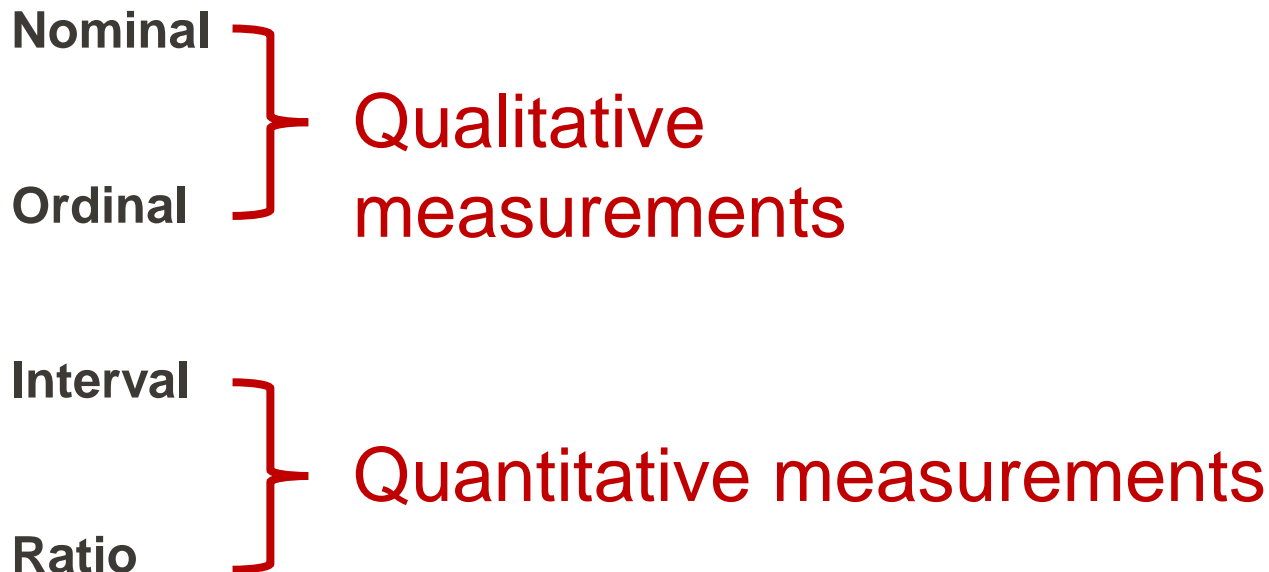 Nominal
Qualitative
Ordinal
measurements
Interval
Quantitative measurements
Ratio